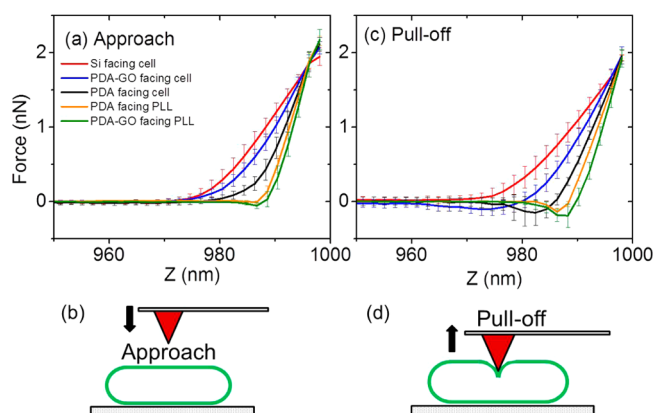 (a) Approach
Si facing cell
PDA-GO facing cell
PDA facing cell
PDA facing PLL
PDA-GO facing PLL
Force (nN)
2
1
0
960 980 1000
Z (nm)
(c) Pull-off
2
1
0
960 980 1000
Z (nm)
(b)
Approach
(d)
Pull-off